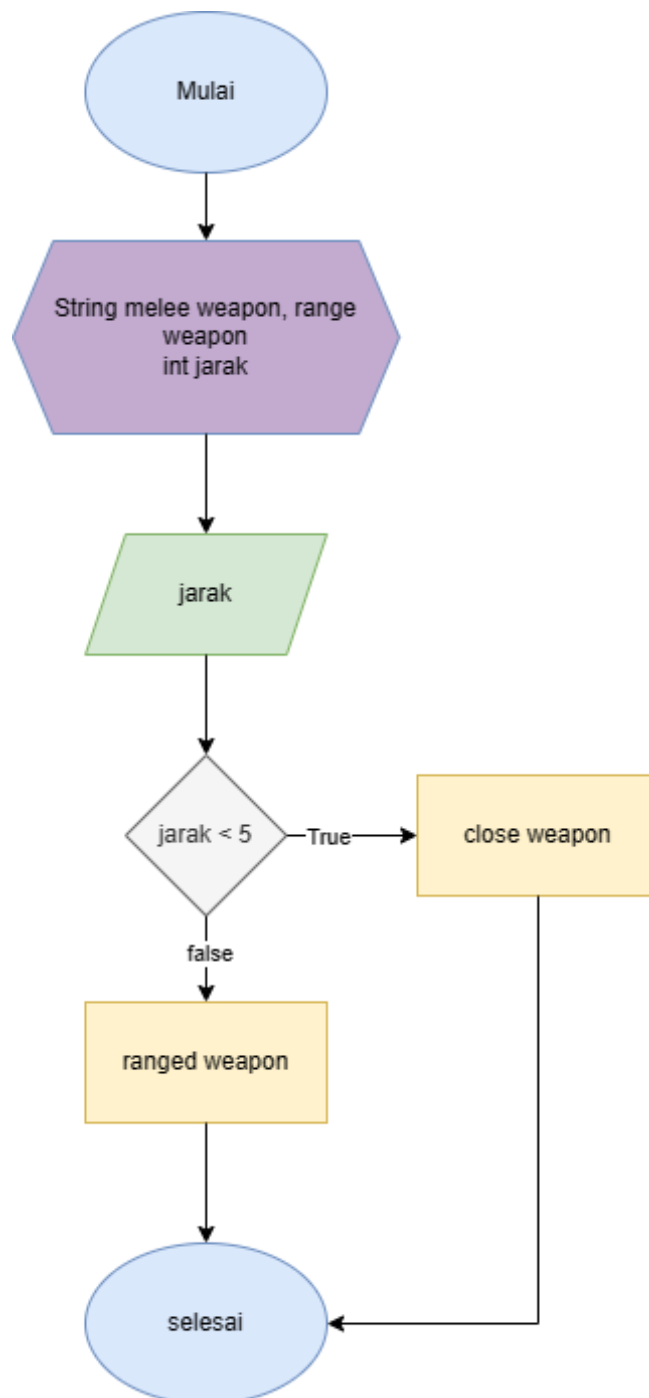 Mulai
String melee weapon, range
weapon
int jarak
jarak
jarak < 5
True
close weapon
false
ranged weapon
selesai